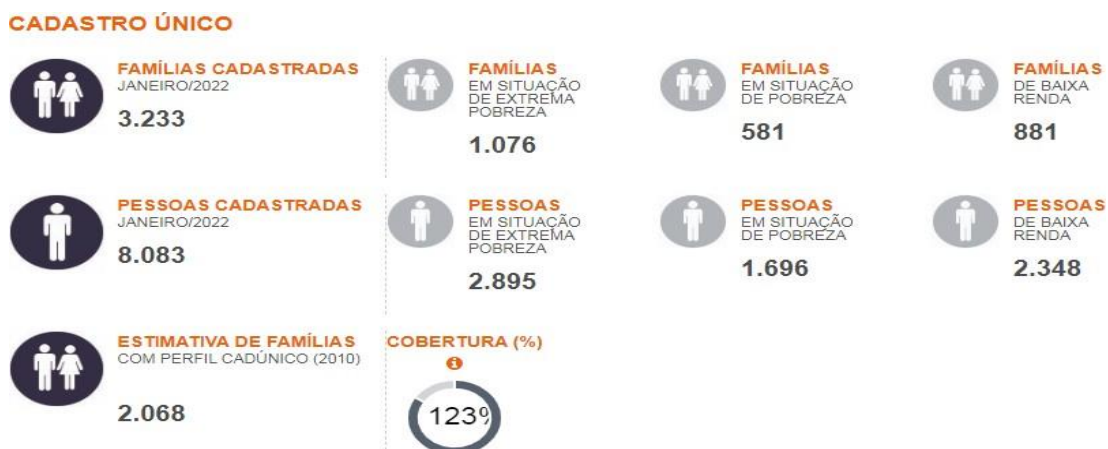 CADASTRO ÚNICO
FAMÍLIAS CADASTRADAS
JANEIRO/2022
3.233
FAMÍLIAS
EM SITUAÇÃO
DE EXTREMA
POBREZA
1.076
FAMÍLIAS
EM SITUAÇÃO
DE POBREZA
581
FAMÍLIAS
DE BAIXA
RENDA
881
PESSOAS CADASTRADAS
JANEIRO/2022
8.083
PESSOAS
EM SITUAÇÃO
DE EXTREMA
POBREZA
2.895
PESSOAS
EM SITUAÇÃO
DE POBREZA
1.696
PESSOAS
DE BAIXA
RENDA
2.348
ESTIMATIVA DE FAMÍLIAS
COM PERFIL CADÚNICO (2010)
2.068
COBERTURA (%)
i
123%